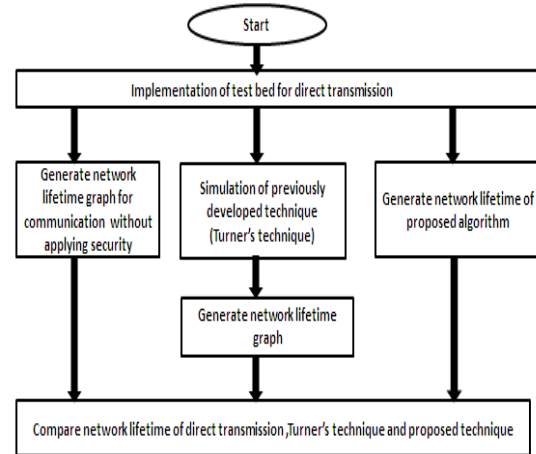 Start
Implementation of test bed for direct transmission
Generate network
lifetime graph for
communication without
applying security
Simulation of previously
developed technique
(Turner's technique)
Generate network lifetime of
proposed algorithm
Generate network lifetime
graph
Compare network lifetime of direct transmission ,Turner's technique and proposed technique